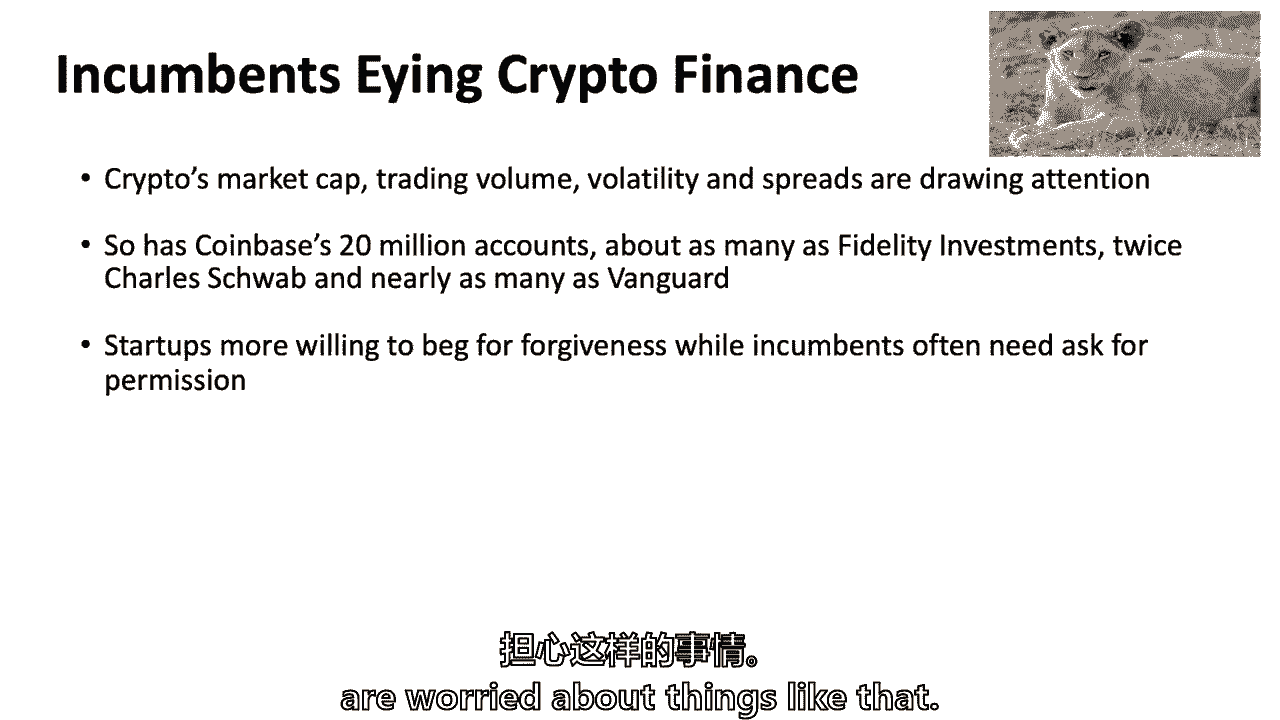 Incumbents Eying Crypto Finance
• Crypto’s market cap, trading volume, volatility and spreads are drawing attention
• So has Coinbase’s 20 million accounts, about as many as Fidelity Investments, twice
Charles Schwab and nearly as many as Vanguard
• Startups more willing to beg for forgiveness while incumbents often need ask for
permission
担心这样的事情。
are worried about things like that.